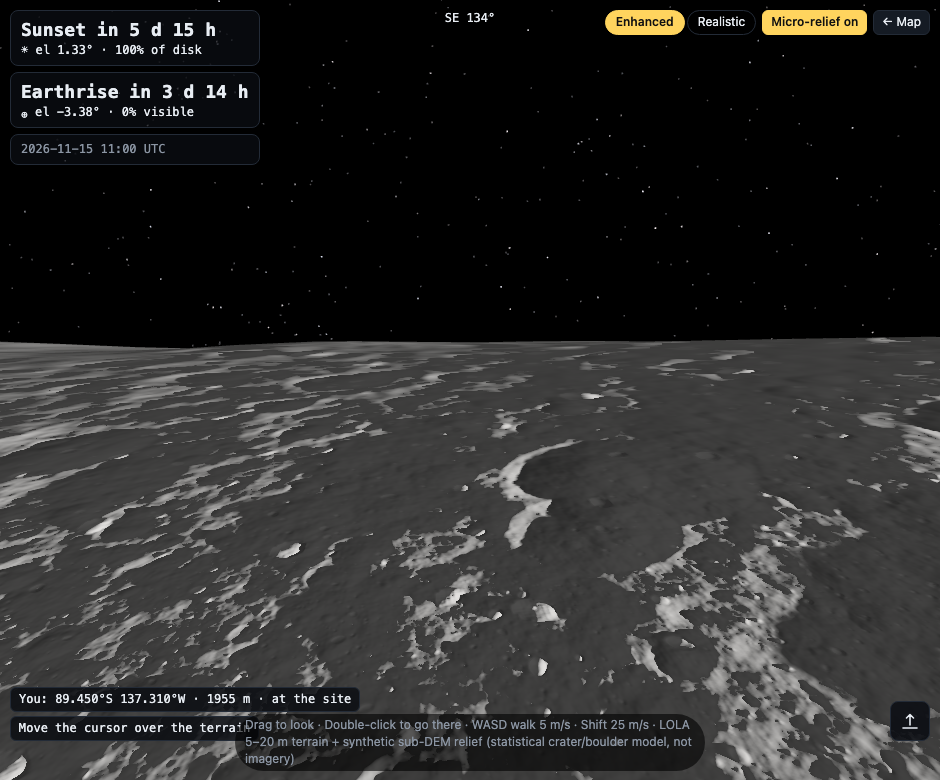 Sunset in 5 d 15 h
☀ el 1.33° · 100% of disk
SE 134°
Enhanced
Realistic
Micro-relief on
← Map
Earthrise in 3 d 14 h
⊕ el −3.38° · 0% visible
2026-11-15 11:00 UTC
You: 89.450°S 137.310°W · 1955 m · at the site
Move the cursor over the terrain
Drag to look · Double-click to go there · WASD walk 5 m/s · Shift 25 m/s · LOLA
5–20 m terrain + synthetic sub-DEM relief (statistical crater/boulder model, not
imagery)